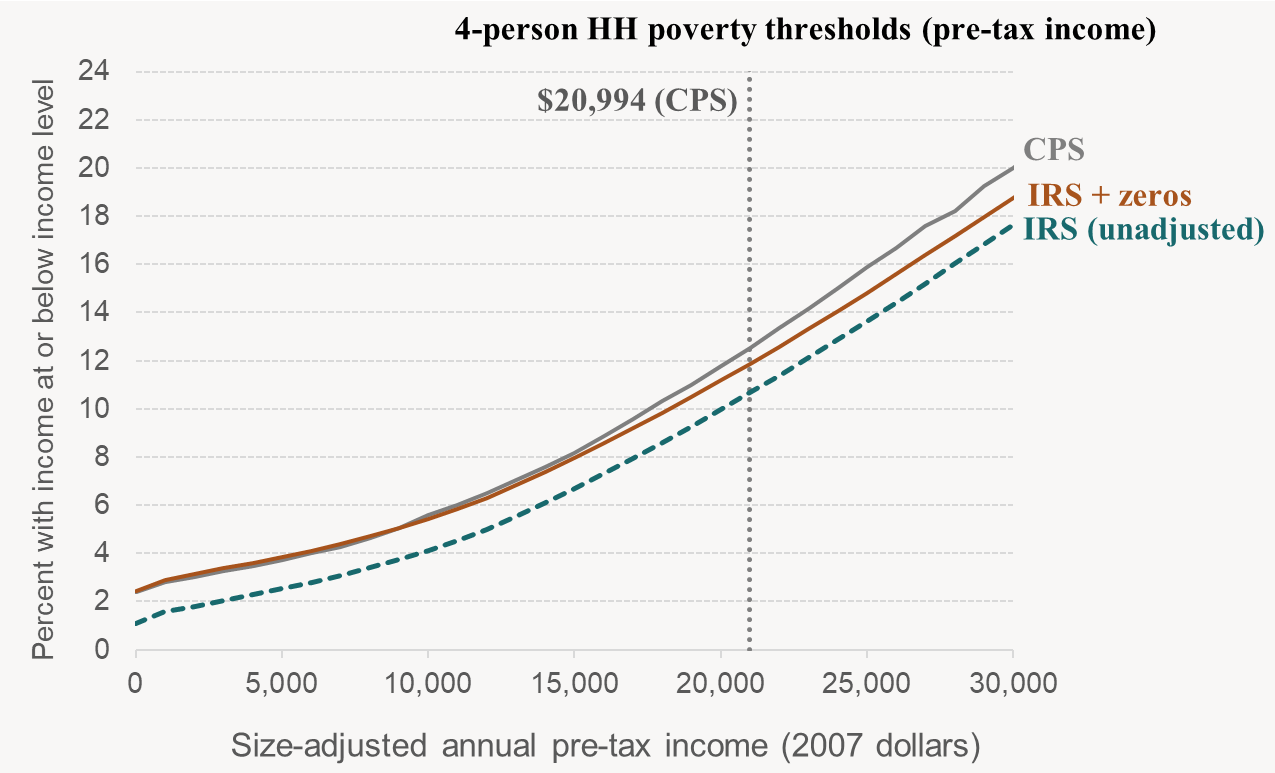 4-person HH poverty thresholds (pre-tax income)
$20,994 (CPS)
Percent with income at or below income level
24
22
20
18
16
14
12
10
8
6
4
2
0
CPS
IRS + zeros
IRS (unadjusted)
0 5,000 10,000 15,000 20,000 25,000 30,000
Size-adjusted annual pre-tax income (2007 dollars)